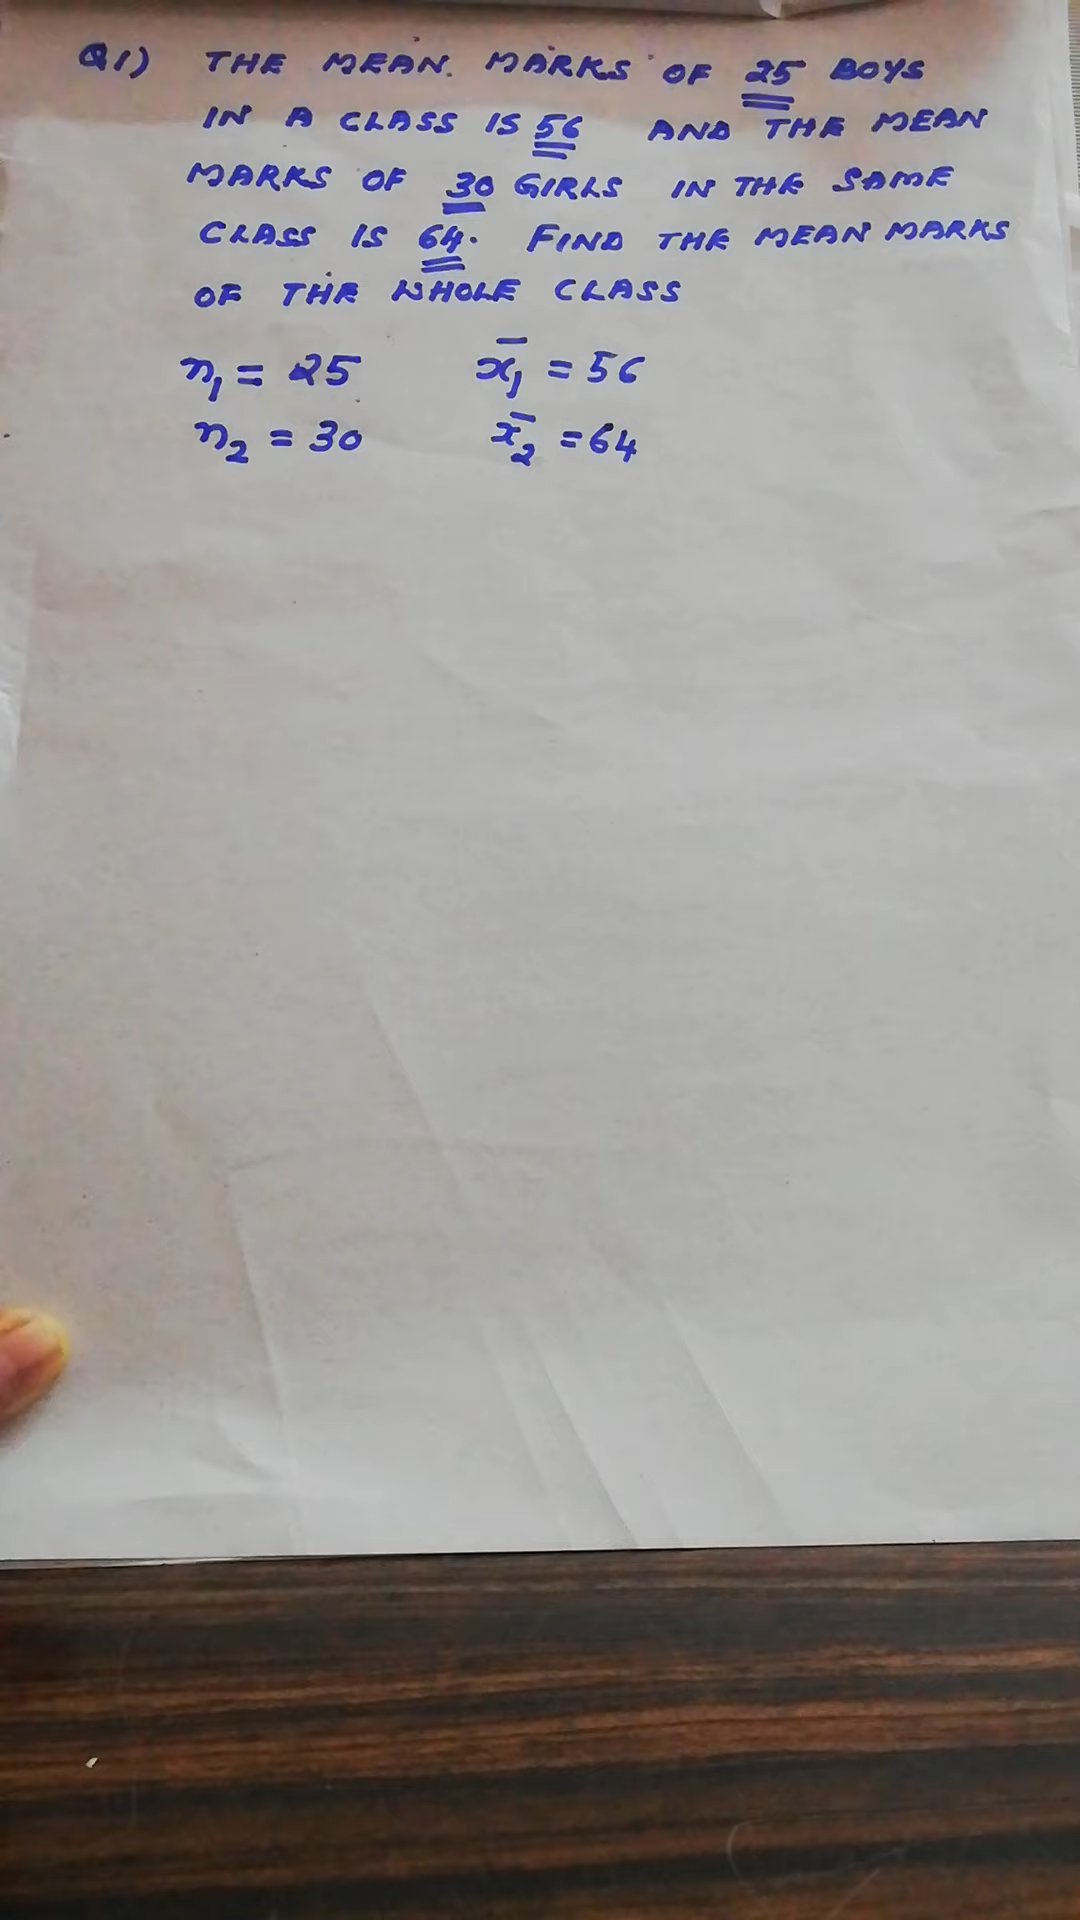 Q1) THE MEAN MARKS OF 25 BOYS
IN A CLASS IS 56 AND THE MEAN
MARKS OF 30 GIRLS IN THE SAME
CLASS IS 64. FIND THE MEAN MARKS
OF THE WHOLE CLASS
n₁ = 25 x̄₁ = 56
n₂ = 30 x̄₂ = 64